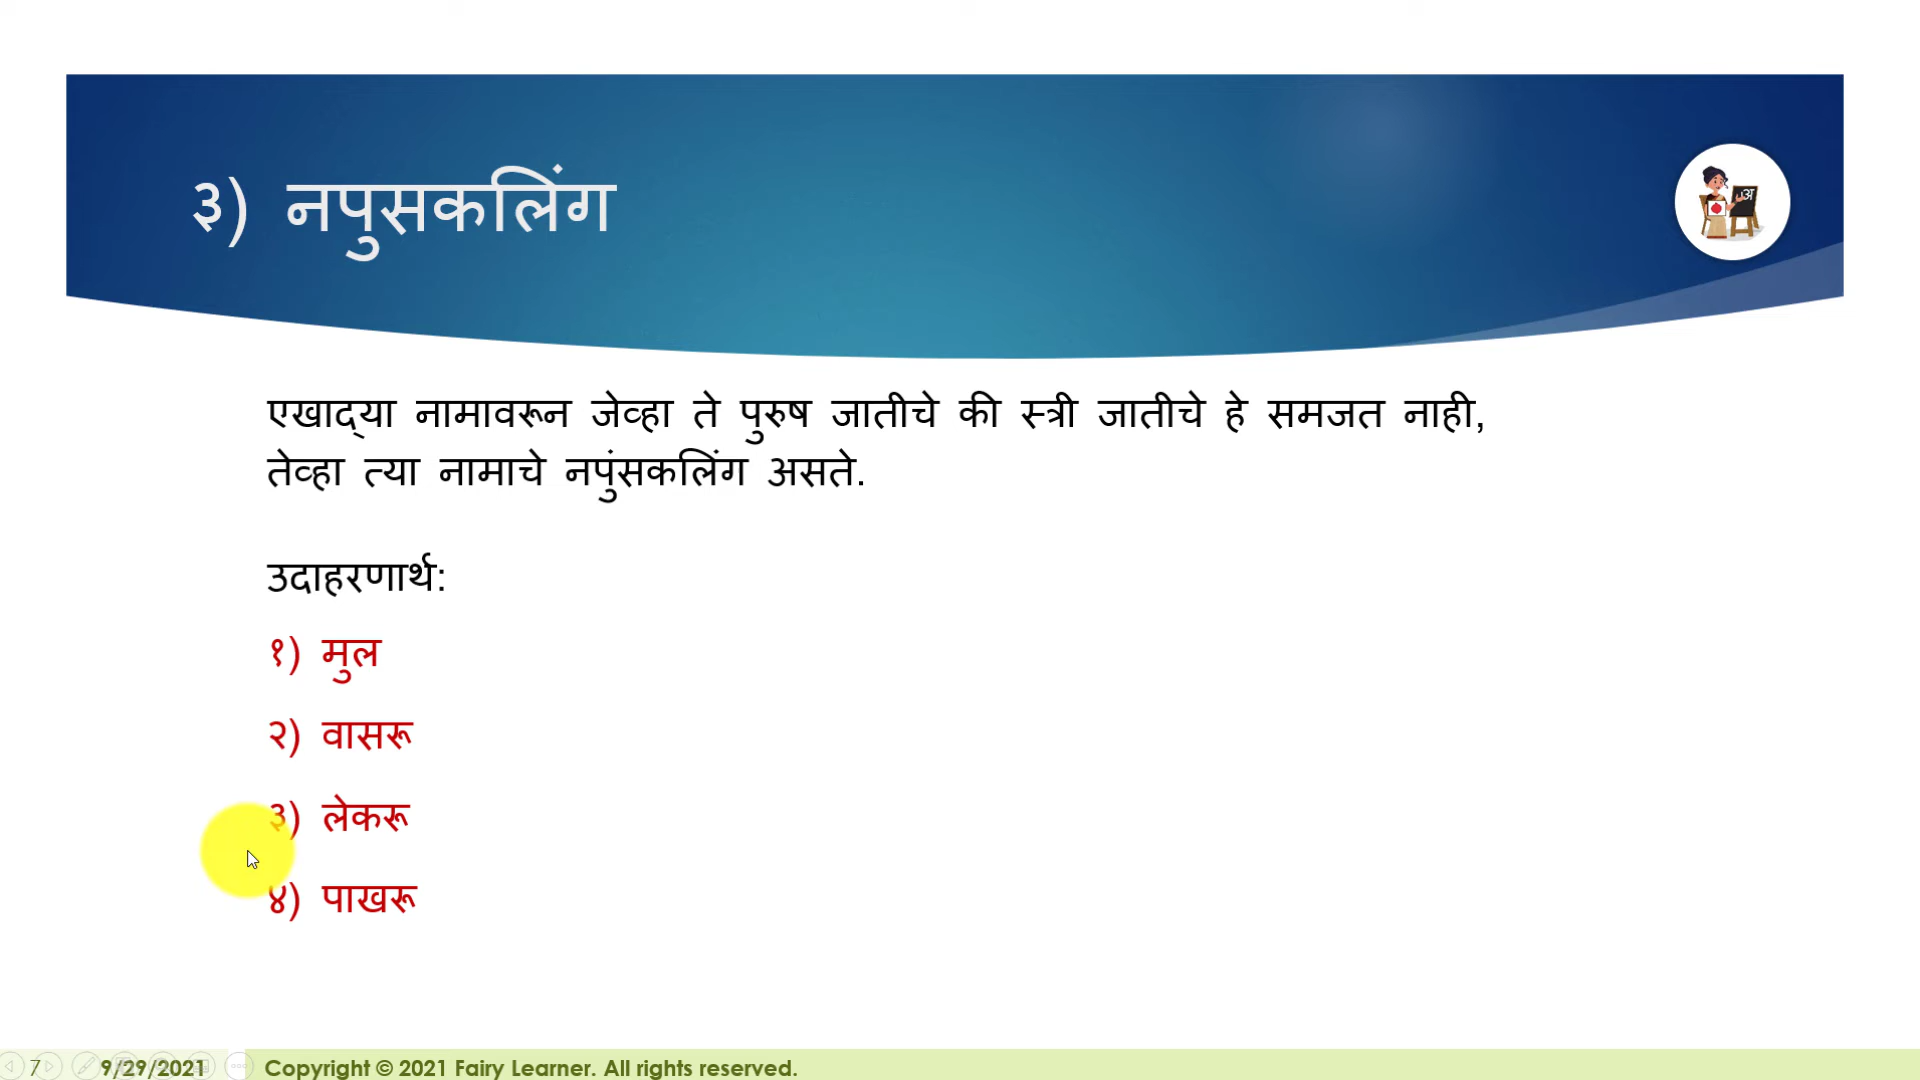 ३) नपुसकलिंग
अ
एखाद्या नामावरून जेव्हा ते पुरुष जातीचे की स्त्री जातीचे हे समजत नाही,
तेव्हा त्या नामाचे नपुंसकलिंग असते.
उदाहरणार्थ:
१) मुल
२) वासरू
३) लेकरू
४) पाखरू
7 9/29/2021 Copyright © 2021 Fairy Learner. All rights reserved.